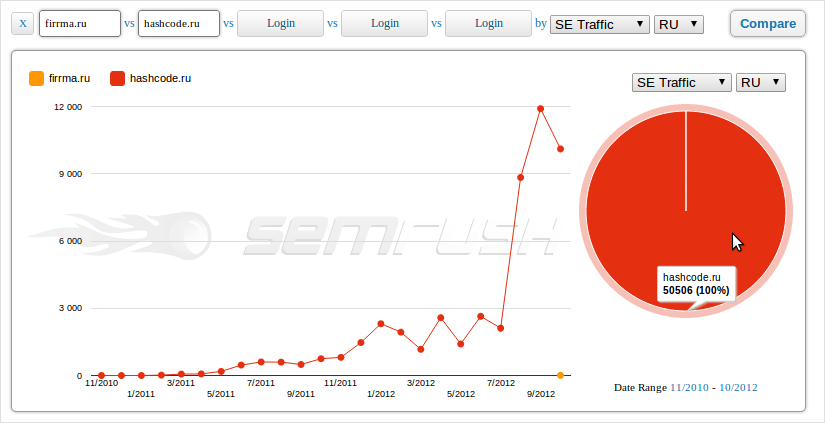 X firrma.ru vs hashcode.ru vs Login vs Login vs Login by SE Traffic RU Compare
firrma.ru hashcode.ru
SE Traffic RU
12 000
9 000
6 000
3 000
0
SEMRUSH
11/2010 3/2011 7/2011 11/2011 3/2012 7/2012
1/2011 5/2011 9/2011 1/2012 5/2012 9/2012
hashcode.ru
50506 (100%)
Date Range 11/2010 - 10/2012